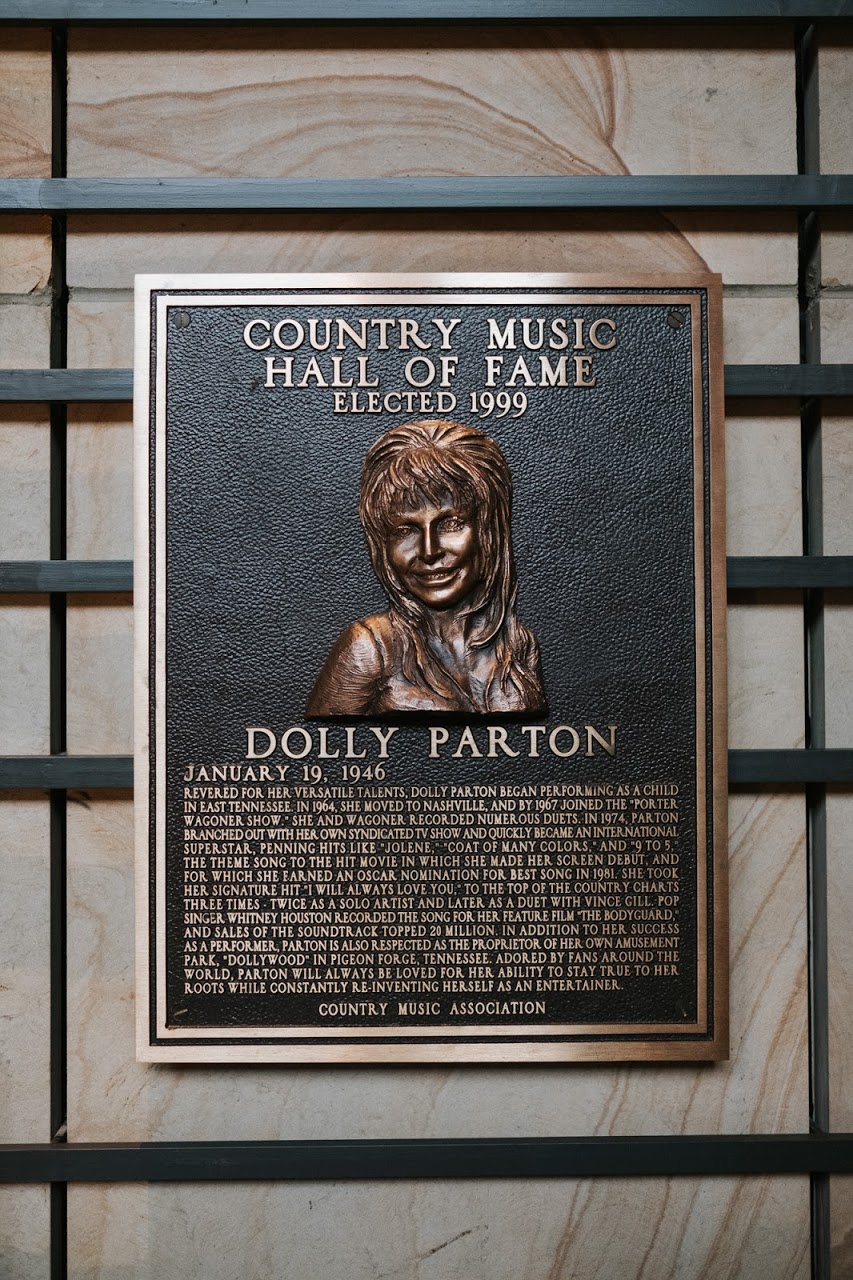 COUNTRY MUSIC
HALL OF FAME
ELECTED 1999
DOLLY PARTON
JANUARY 19, 1946
REVERED FOR HER VERSATILE TALENTS, DOLLY PARTON BEGAN PERFORMING AS A CHILD
IN EAST TENNESSEE. IN 1964, SHE MOVED TO NASHVILLE, AND BY 1967 JOINED THE "PORTER
WAGONER SHOW." SHE AND WAGONER RECORDED NUMEROUS DUETS. IN 1974, PARTON
BRANCHED OUT WITH HER OWN SYNDICATED TV SHOW AND QUICKLY BECAME AN INTERNATIONAL
SUPERSTAR, PENNING HITS LIKE "JOLENE," "COAT OF MANY COLORS," AND "9 TO 5,"
THE THEME SONG TO THE HIT MOVIE IN WHICH SHE MADE HER SCREEN DEBUT, AND
FOR WHICH SHE EARNED AN OSCAR NOMINATION FOR BEST SONG IN 1981. SHE TOOK
HER SIGNATURE HIT "I WILL ALWAYS LOVE YOU," TO THE TOP OF THE COUNTRY CHARTS
THREE TIMES - TWICE AS A SOLO ARTIST AND LATER AS A DUET WITH VINCE GILL. POP
SINGER WHITNEY HOUSTON RECORDED THE SONG FOR HER FEATURE FILM "THE BODYGUARD,"
AND SALES OF THE SOUNDTRACK TOPPED 20 MILLION. IN ADDITION TO HER SUCCESS
AS A PERFORMER, PARTON IS ALSO RESPECTED AS THE PROPRIETOR OF HER OWN AMUSEMENT
PARK, "DOLLYWOOD" IN PIGEON FORGE, TENNESSEE. ADORED BY FANS AROUND THE
WORLD, PARTON WILL ALWAYS BE LOVED FOR HER ABILITY TO STAY TRUE TO HER
ROOTS WHILE CONSTANTLY RE-INVENTING HERSELF AS AN ENTERTAINER.
COUNTRY MUSIC ASSOCIATION